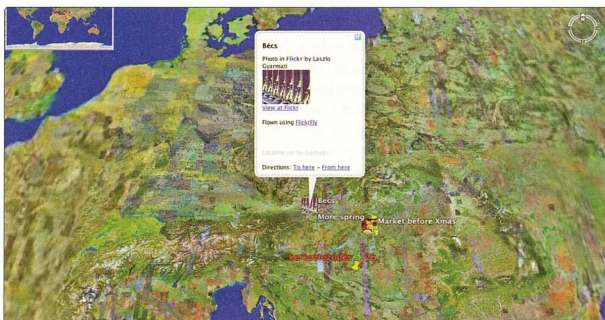 Bécs
Photo in Flickr by Laszlo
Gyarmati
View at Flickr
Flown using FlickrFly
Directions: To here - From here
Bécs
More spring
Market before Xmas